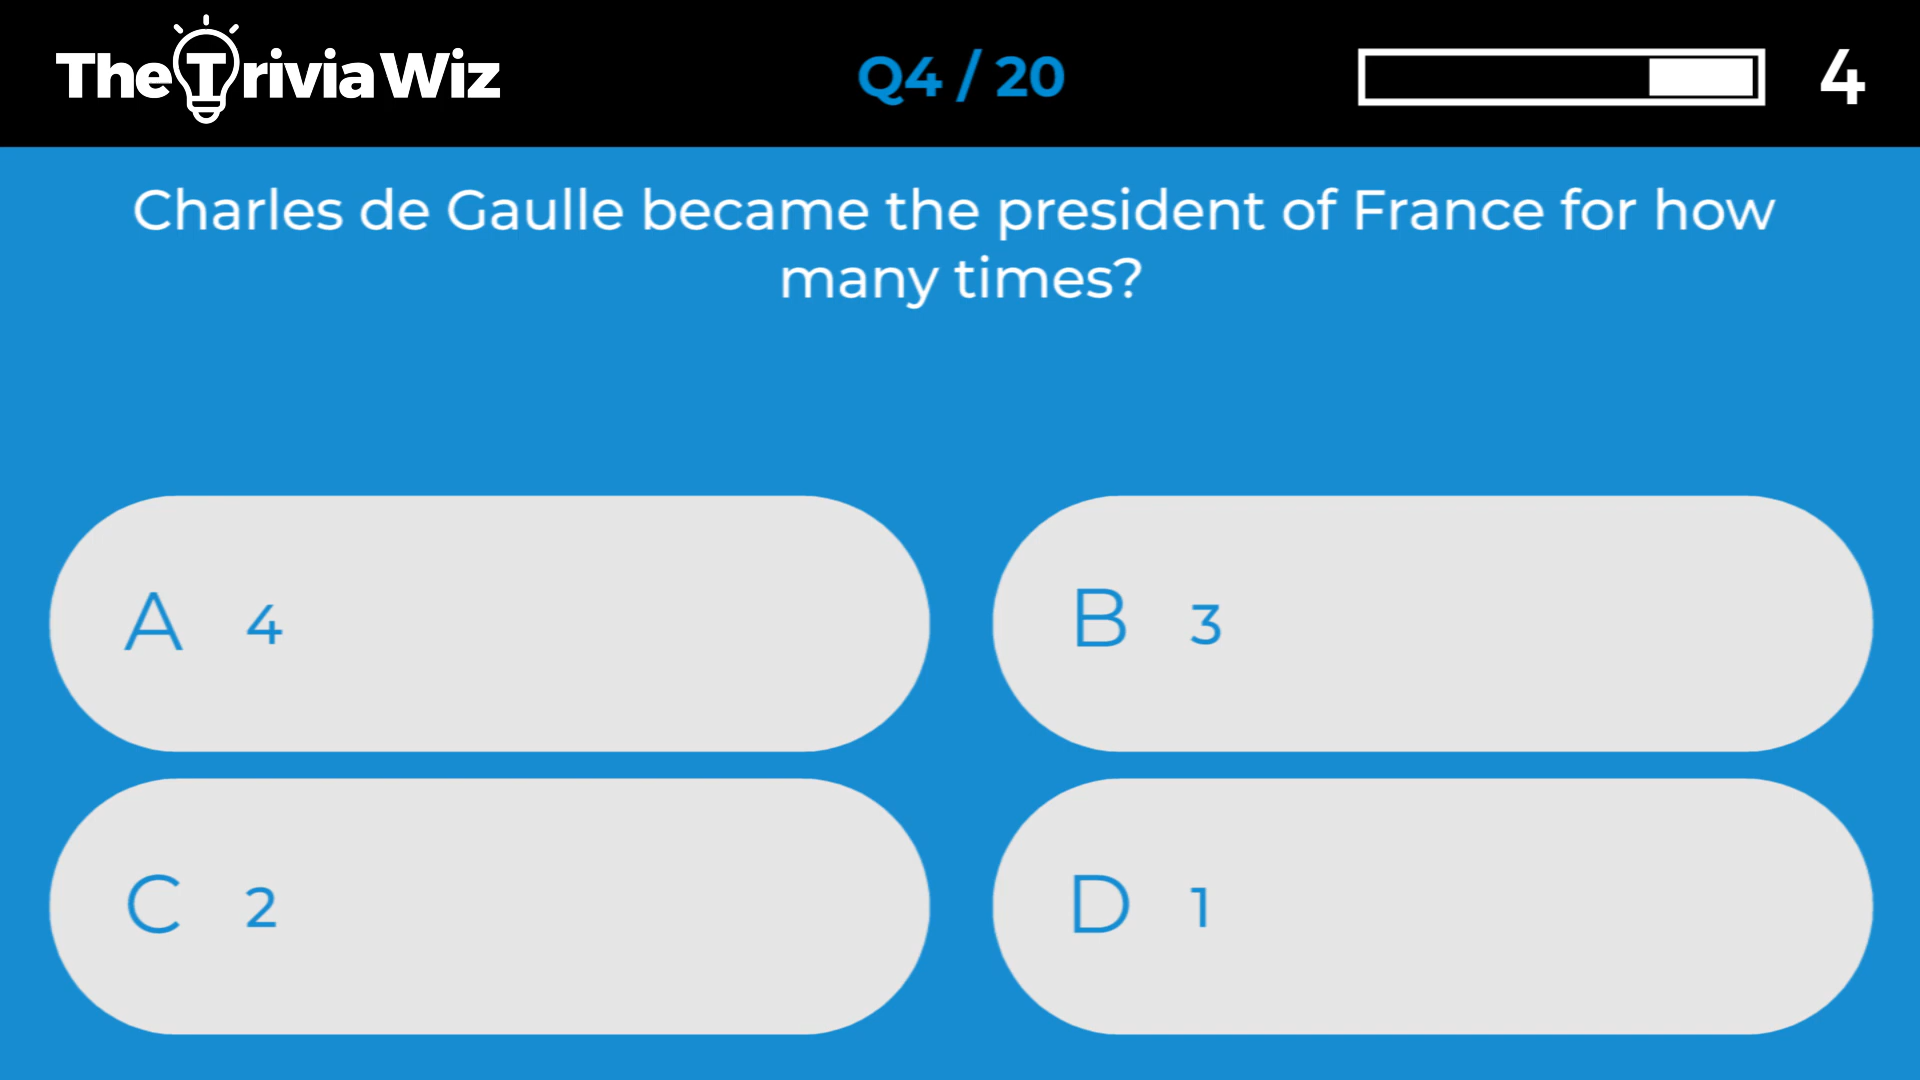 TheTriviaWiz
Q4 / 20
4
Charles de Gaulle became the president of France for how
many times?
A 4
B 3
C 2
D 1